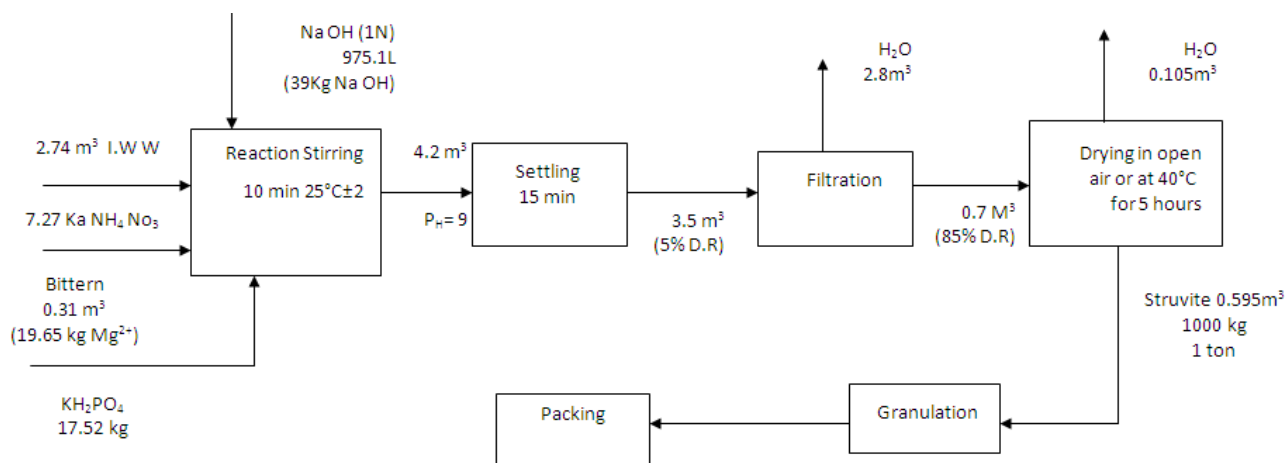 Na OH (1N)
975.1L
(39Kg Na OH)
H₂O
2.8m³
H₂O
0.105m³
2.74 m³ I.W W
Reaction Stirring
10 min 25°C±2
4.2 m³
Settling
15 min
Filtration
Drying in open
air or at 40°C
for 5 hours
7.27 Ka NH₄ No₃
P_H= 9
3.5 m³
(5% D.R)
0.7 M³
(85% D.R)
Bittern
0.31 m³
(19.65 kg Mg²⁺)
Struvite 0.595m³
1000 kg
1 ton
KH₂PO₄
17.52 kg
Packing
Granulation